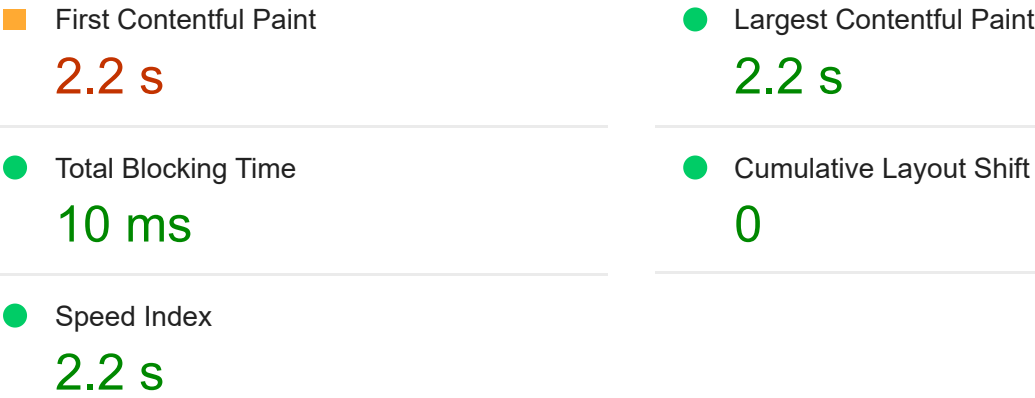 First Contentful Paint
2.2 s
Largest Contentful Paint
2.2 s
Total Blocking Time
10 ms
Cumulative Layout Shift
0
Speed Index
2.2 s